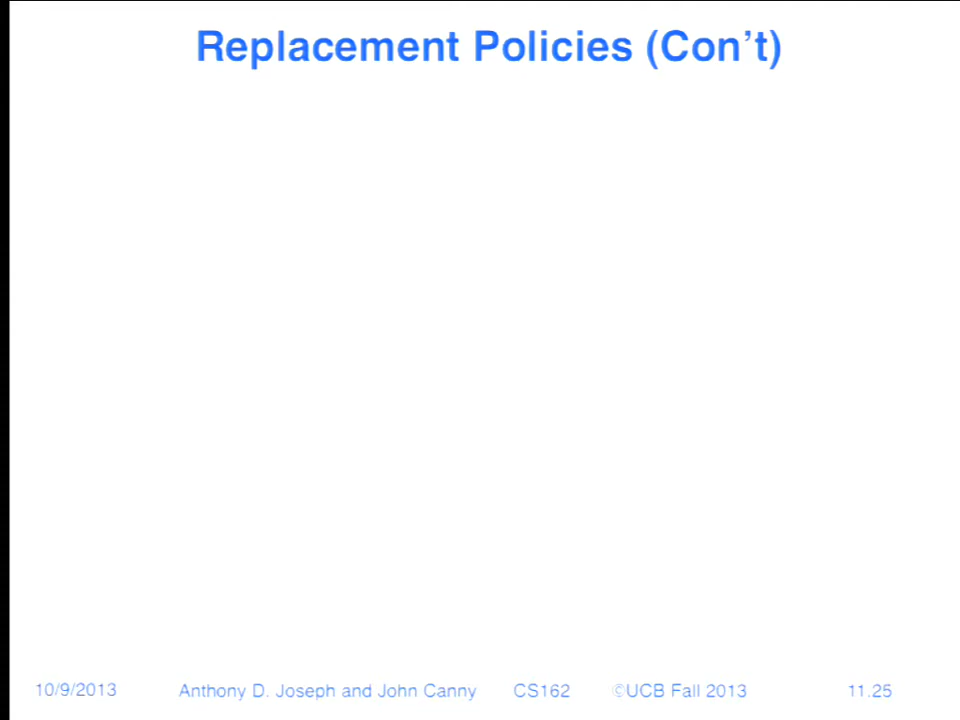 Replacement Policies (Con’t)
10/9/2013 Anthony D. Joseph and John Canny CS162 ©UCB Fall 2013 11.25